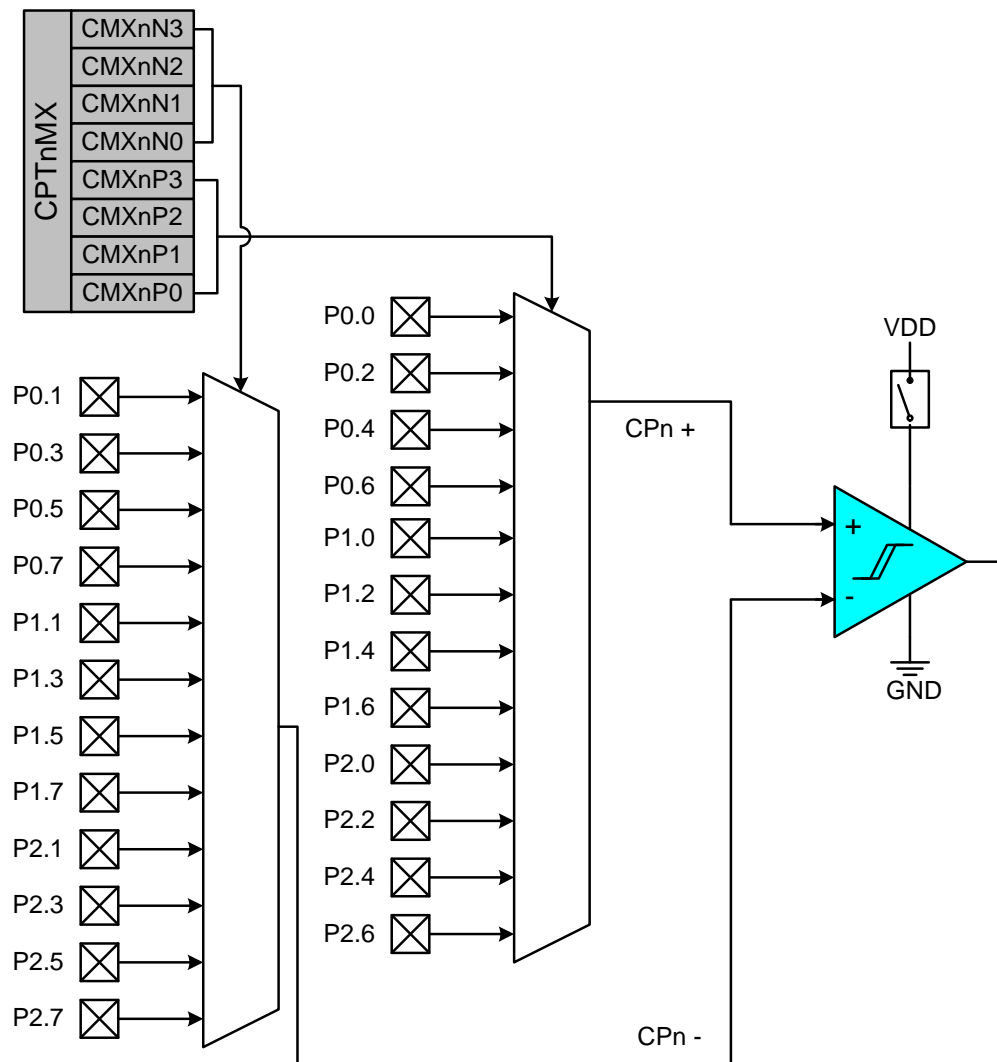 CPTnMX
CMXnN3
CMXnN2
CMXnN1
CMXnN0
CMXnP3
CMXnP2
CMXnP1
CMXnP0
P0.1
P0.3
P0.5
P0.7
P1.1
P1.3
P1.5
P1.7
P2.1
P2.3
P2.5
P2.7
P0.0
P0.2
P0.4
P0.6
P1.0
P1.2
P1.4
P1.6
P2.0
P2.2
P2.4
P2.6
CPn +
CPn -
VDD
+
-
GND